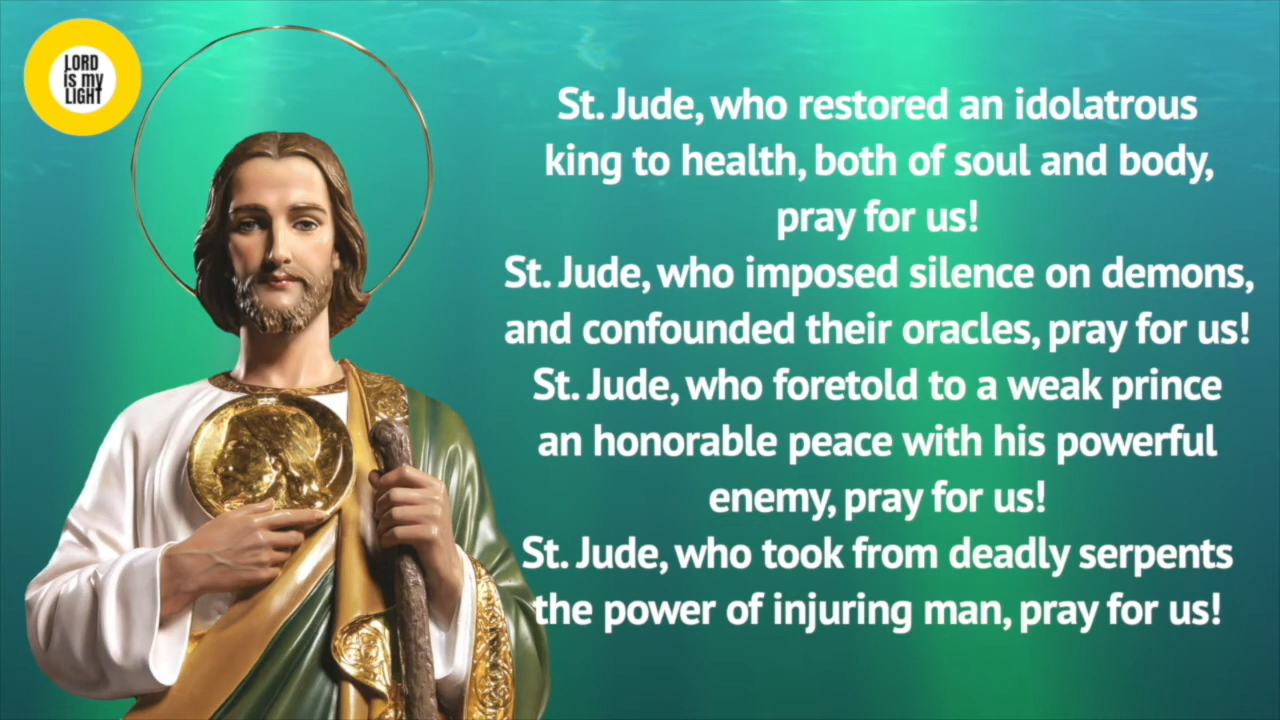 LORD
is my
LIGHT
St. Jude, who restored an idolatrous
king to health, both of soul and body,
pray for us!
St. Jude, who imposed silence on demons,
and confounded their oracles, pray for us!
St. Jude, who foretold to a weak prince
an honorable peace with his powerful
enemy, pray for us!
St. Jude, who took from deadly serpents
the power of injuring man, pray for us!